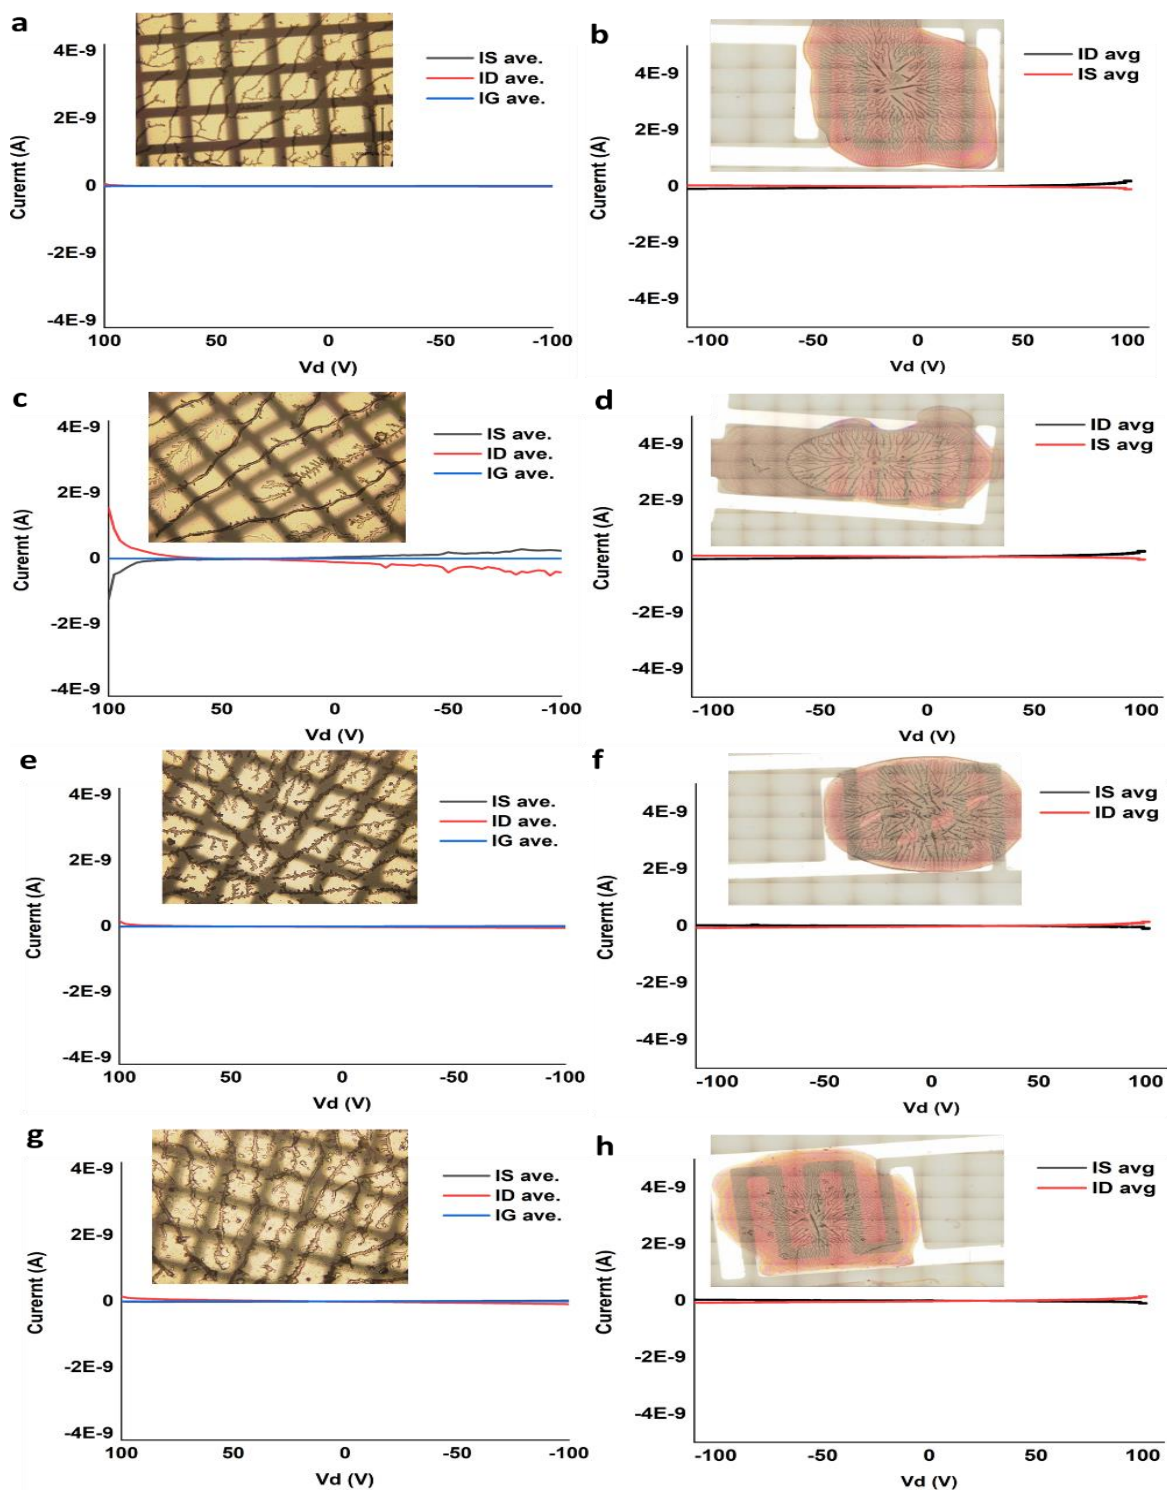 a
4E-9
2E-9
0
-2E-9
-4E-9
Curernt (A)
100 50 0 -50 -100
Vd (V)
IS ave.
ID ave.
IG ave.
b
4E-9
2E-9
0
-2E-9
-4E-9
Curernt (A)
-100 -50 0 50 100
Vd (V)
ID avg
IS avg
c
4E-9
2E-9
0
-2E-9
-4E-9
Curernt (A)
100 50 0 -50 -100
Vd (V)
IS ave.
ID ave.
IG ave.
d
4E-9
2E-9
0
-2E-9
-4E-9
Curernt (A)
-100 -50 0 50 100
Vd (V)
ID avg
IS avg
e
4E-9
2E-9
0
-2E-9
-4E-9
Curernt (A)
100 50 0 -50 -100
Vd (V)
IS ave.
ID ave.
IG ave.
f
4E-9
2E-9
0
-2E-9
-4E-9
Curernt (A)
-100 -50 0 50 100
Vd (V)
IS avg
ID avg
g
4E-9
2E-9
0
-2E-9
-4E-9
Curernt (A)
100 50 0 -50 -100
Vd (V)
IS ave.
ID ave.
IG ave.
h
4E-9
2E-9
0
-2E-9
-4E-9
Curernt (A)
-100 -50 0 50 100
Vd (V)
IS avg
ID avg